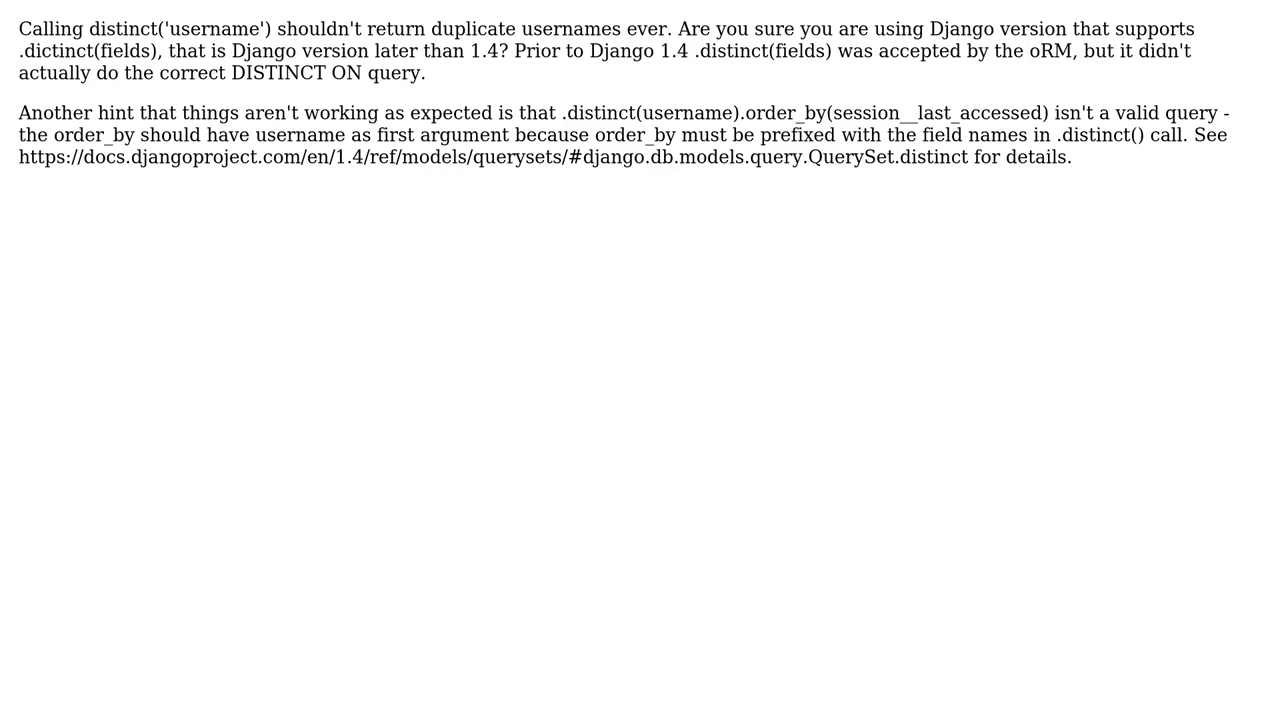 Calling distinct('username') shouldn't return duplicate usernames ever. Are you sure you are using Django version that supports
.dictinct(fields), that is Django version later than 1.4? Prior to Django 1.4 .distinct(fields) was accepted by the oRM, but it didn't
actually do the correct DISTINCT ON query.
Another hint that things aren't working as expected is that .distinct(username).order_by(session__last_accessed) isn't a valid query -
the order_by should have username as first argument because order_by must be prefixed with the field names in .distinct() call. See
https://docs.djangoproject.com/en/1.4/ref/models/querysets/#django.db.models.query.QuerySet.distinct for details.